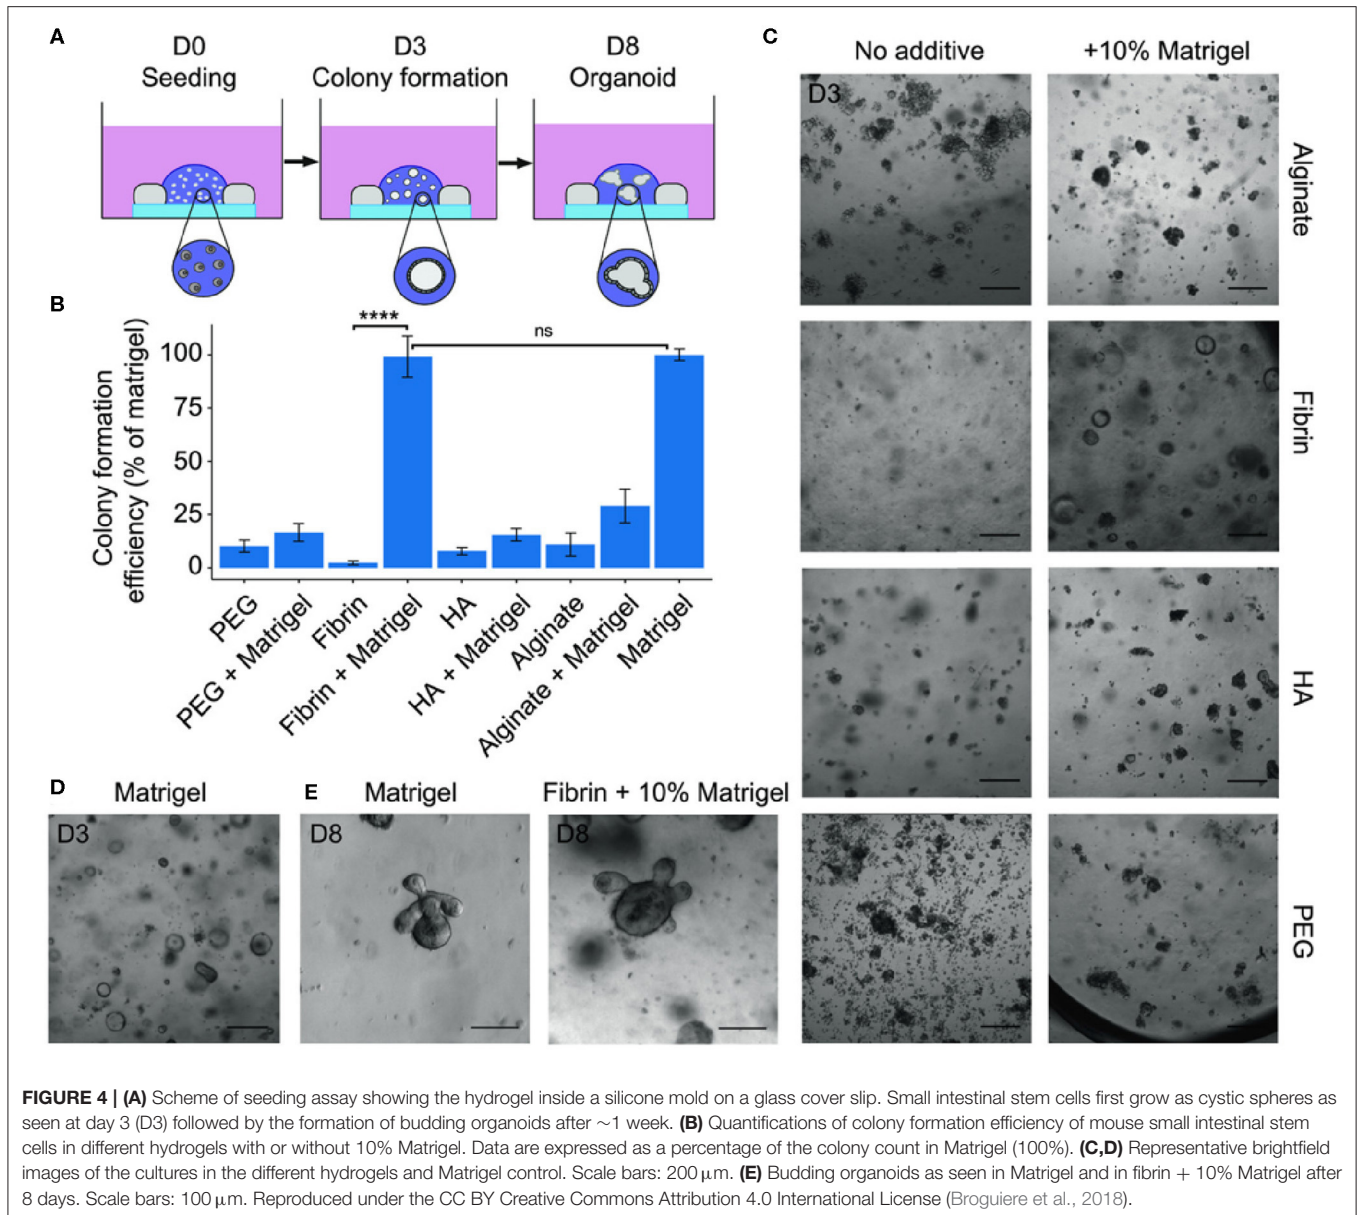 A
D0
Seeding
D3
Colony formation
D8
Organoid
B
Colony formation
efficiency (% of matrigel)
100
75
50
25
0
****
ns
PEG
PEG + Matrigel
Fibrin
Fibrin + Matrigel
HA
HA + Matrigel
Alginate
Alginate + Matrigel
Matrigel
C
No additive
+10% Matrigel
D3
Alginate
Fibrin
HA
PEG
D
Matrigel
D3
E
Matrigel
D8
Fibrin + 10% Matrigel
D8
FIGURE 4 | (A) Scheme of seeding assay showing the hydrogel inside a silicone mold on a glass cover slip. Small intestinal stem cells first grow as cystic spheres as
seen at day 3 (D3) followed by the formation of budding organoids after ∼1 week. (B) Quantifications of colony formation efficiency of mouse small intestinal stem
cells in different hydrogels with or without 10% Matrigel. Data are expressed as a percentage of the colony count in Matrigel (100%). (C,D) Representative brightfield
images of the cultures in the different hydrogels and Matrigel control. Scale bars: 200 μm. (E) Budding organoids as seen in Matrigel and in fibrin + 10% Matrigel after
8 days. Scale bars: 100 μm. Reproduced under the CC BY Creative Commons Attribution 4.0 International License (Broguiere et al., 2018).